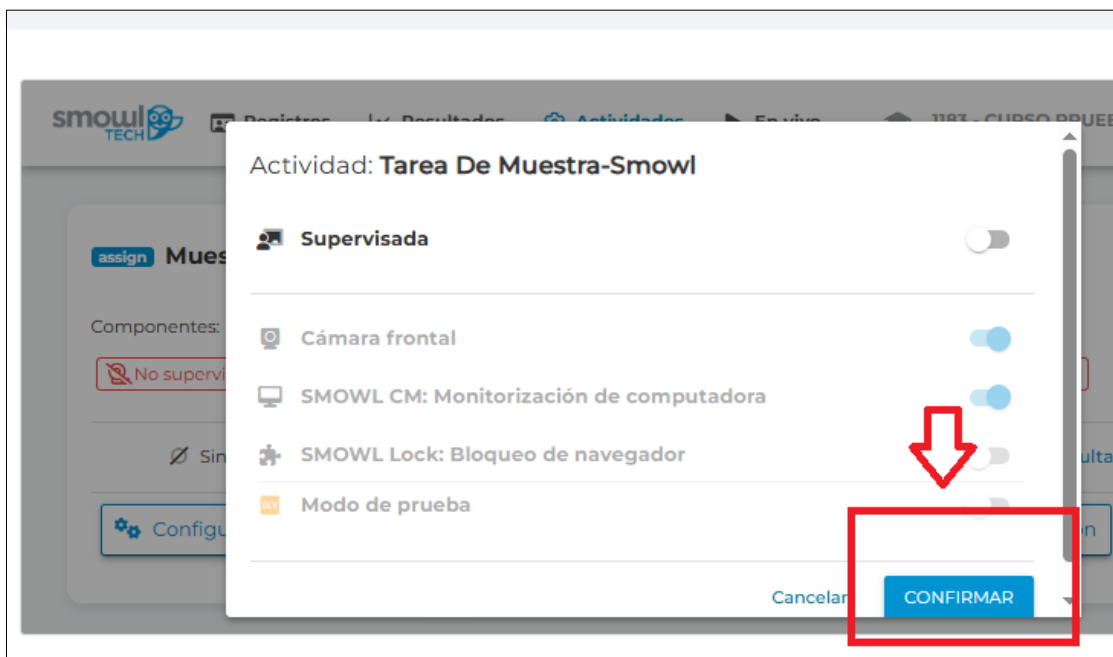 smowl TECH
Registros Resultados Actividades En vivo 1183 - CURSO PRUEB
Actividad: Tarea De Muestra-Smowl
Supervisada
assign Mues
Componentes:
Cámara frontal
No supervi
SMOWL CM: Monitorización de computadora
Sin SMOWL Lock: Bloqueo de navegador ulta
DEV Modo de prueba
Configu n
Cancelar CONFIRMAR